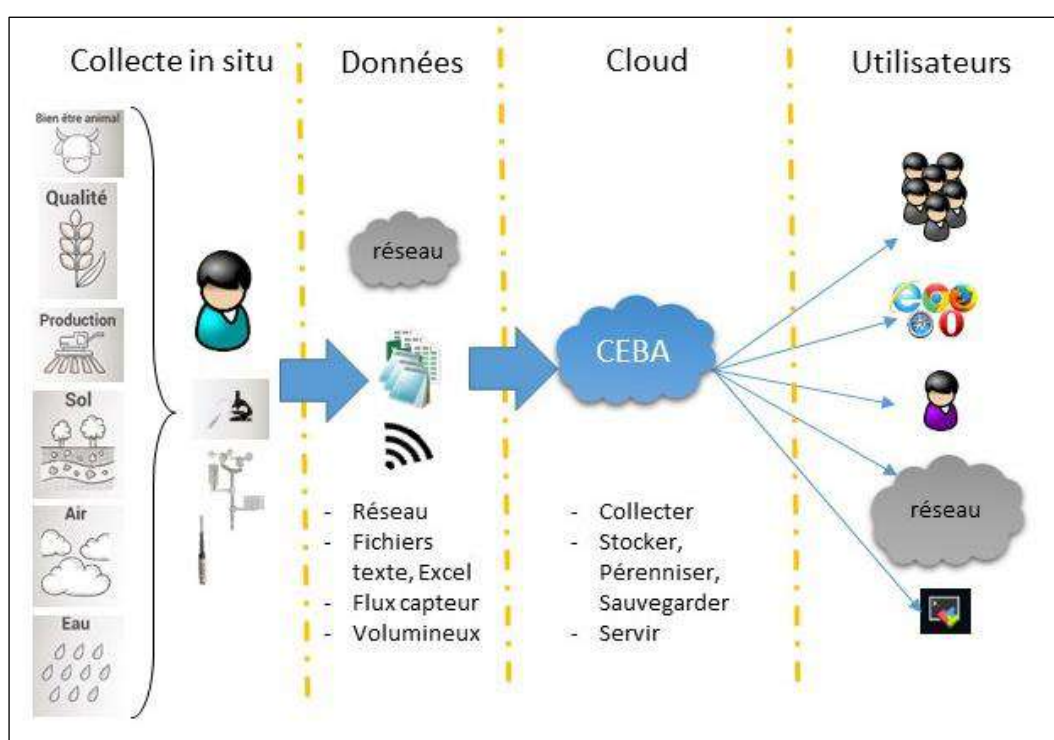 Collecte in situ
Données
Cloud
Utilisateurs
Bien être animal
Qualité
Production
Sol
Air
Eau
réseau
- Réseau
- Fichiers
texte, Excel
- Flux capteur
- Volumineux
CEBA
- Collecter
- Stocker,
Pérenniser,
Sauvegarder
- Servir
réseau